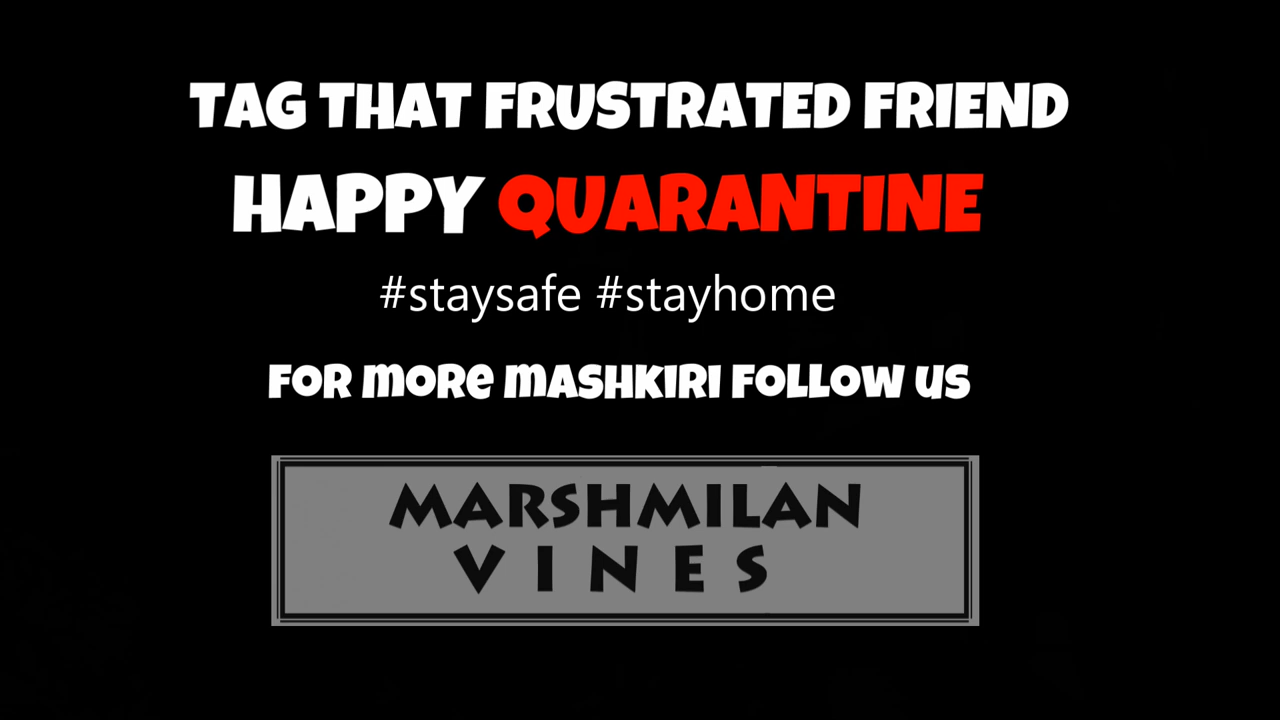 TAG THAT FRUSTRATED FRIEND
HAPPY QUARANTINE
#staysafe #stayhome
FOR MORE MASHKIRI FOLLOW US
MARSHMILAN
VINES